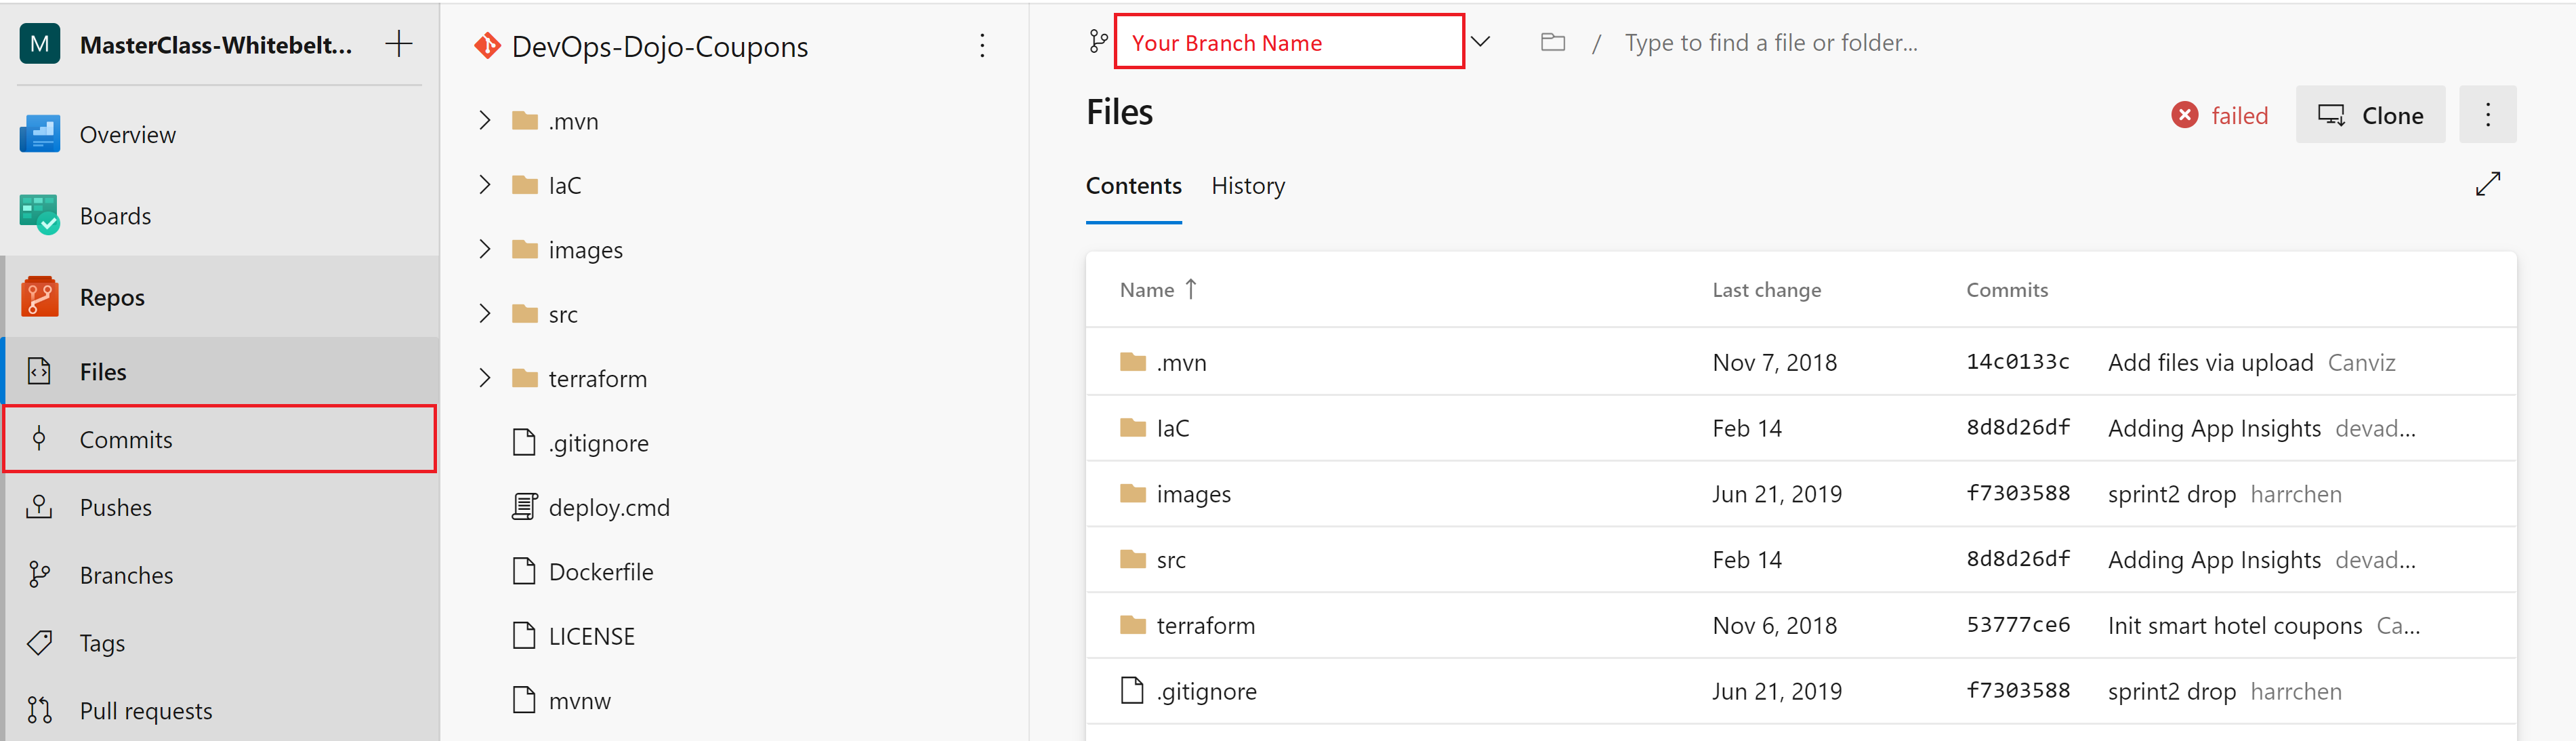 M MasterClass-Whitebelt...
Overview
Boards
Repos
Files
Commits
Pushes
Branches
Tags
Pull requests
DevOps-Dojo-Coupons
.mvn
IaC
images
src
terraform
.gitignore
deploy.cmd
Dockerfile
LICENSE
mvnw
Your Branch Name / Type to find a file or folder...
Files failed Clone
Contents History
Name Last change Commits
.mvn Nov 7, 2018 14c0133c Add files via upload Canviz
IaC Feb 14 8d8d26df Adding App Insights devad...
images Jun 21, 2019 f7303588 sprint2 drop harrchen
src Feb 14 8d8d26df Adding App Insights devad...
terraform Nov 6, 2018 53777ce6 Init smart hotel coupons Ca...
.gitignore Jun 21, 2019 f7303588 sprint2 drop harrchen